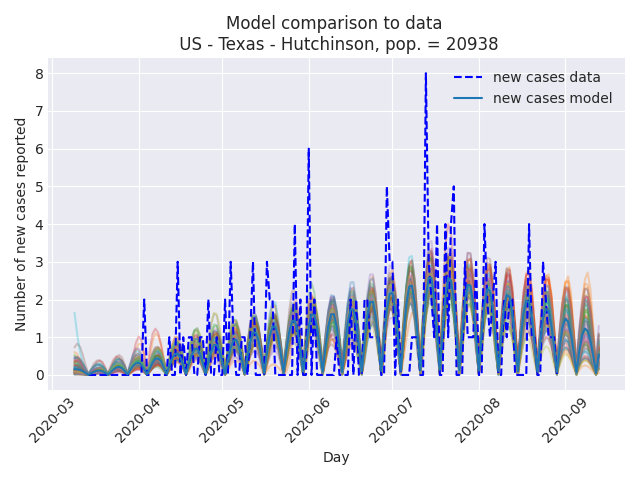 Model comparison to data
US - Texas - Hutchinson, pop. = 20938
new cases data
new cases model
Number of new cases reported
8
7
6
5
4
3
2
1
0
2020-03
2020-04
2020-05
2020-06
2020-07
2020-08
2020-09
Day